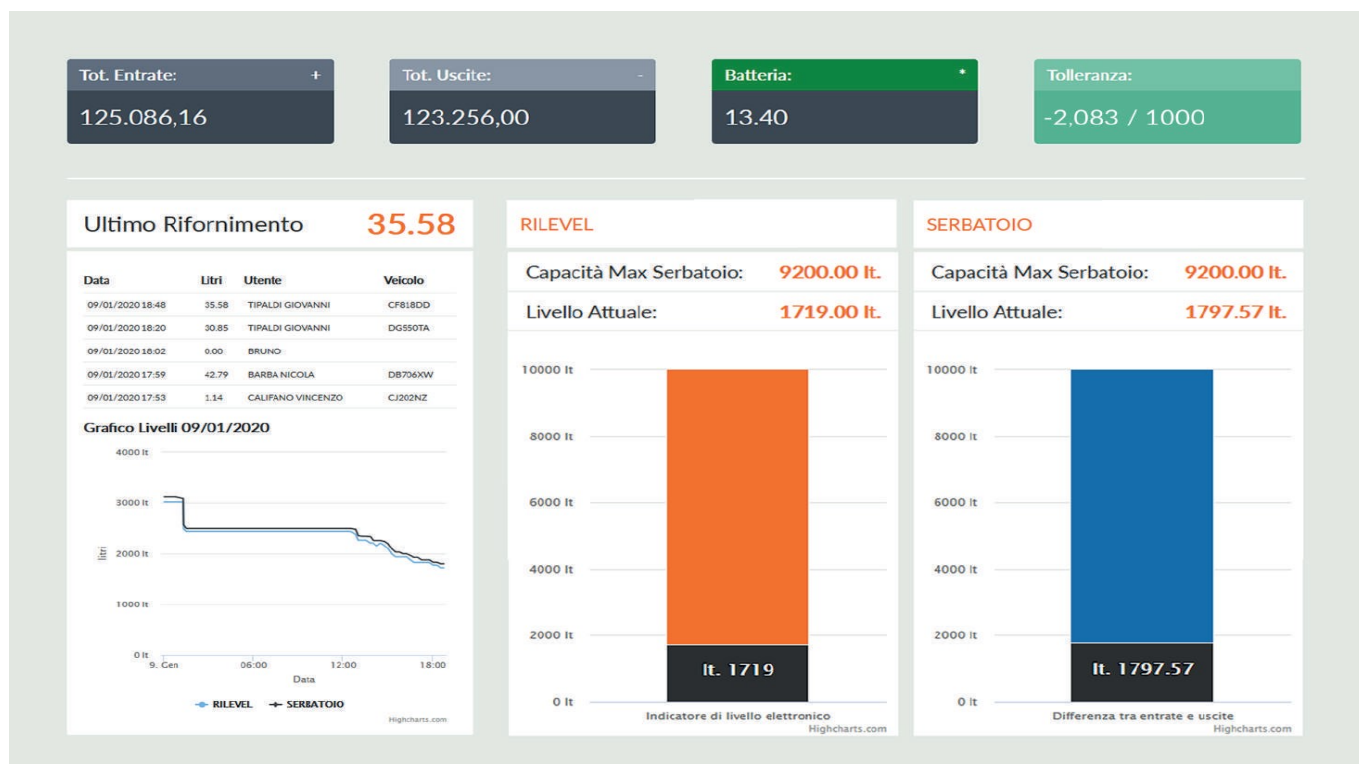 Tot. Entrate: +
125.086,16
Tot. Uscite: -
123.256,00
Batteria: *
13.40
Tolleranza:
-2,083 / 1000
Ultimo Rifornimento 35.58
Data Litri Utente Veicolo
09/01/2020 18:48 35.58 TIPALDI GIOVANNI CF818DD
09/01/2020 18:20 30.85 TIPALDI GIOVANNI DG550TA
09/01/2020 18:02 0.00 BRUNO
09/01/2020 17:59 42.79 BARBA NICOLA DB706XW
09/01/2020 17:53 1.14 CALIFANO VINCENZO CJ202NZ
Grafico Livelli 09/01/2020
4000 lt
3000 lt
2000 lt
1000 lt
0 lt
litri
9. Gen 06:00 12:00 18:00
Data
RILEVEL SERBATOIO
Highcharts.com
RILEVEL
Capacità Max Serbatoio: 9200.00 lt.
Livello Attuale: 1719.00 lt.
10000 lt
8000 lt
6000 lt
4000 lt
2000 lt
0 lt
lt. 1719
Indicatore di livello elettronico
Highcharts.com
SERBATOIO
Capacità Max Serbatoio: 9200.00 lt.
Livello Attuale: 1797.57 lt.
10000 lt
8000 lt
6000 lt
4000 lt
2000 lt
0 lt
lt. 1797.57
Differenza tra entrate e uscite
Highcharts.com